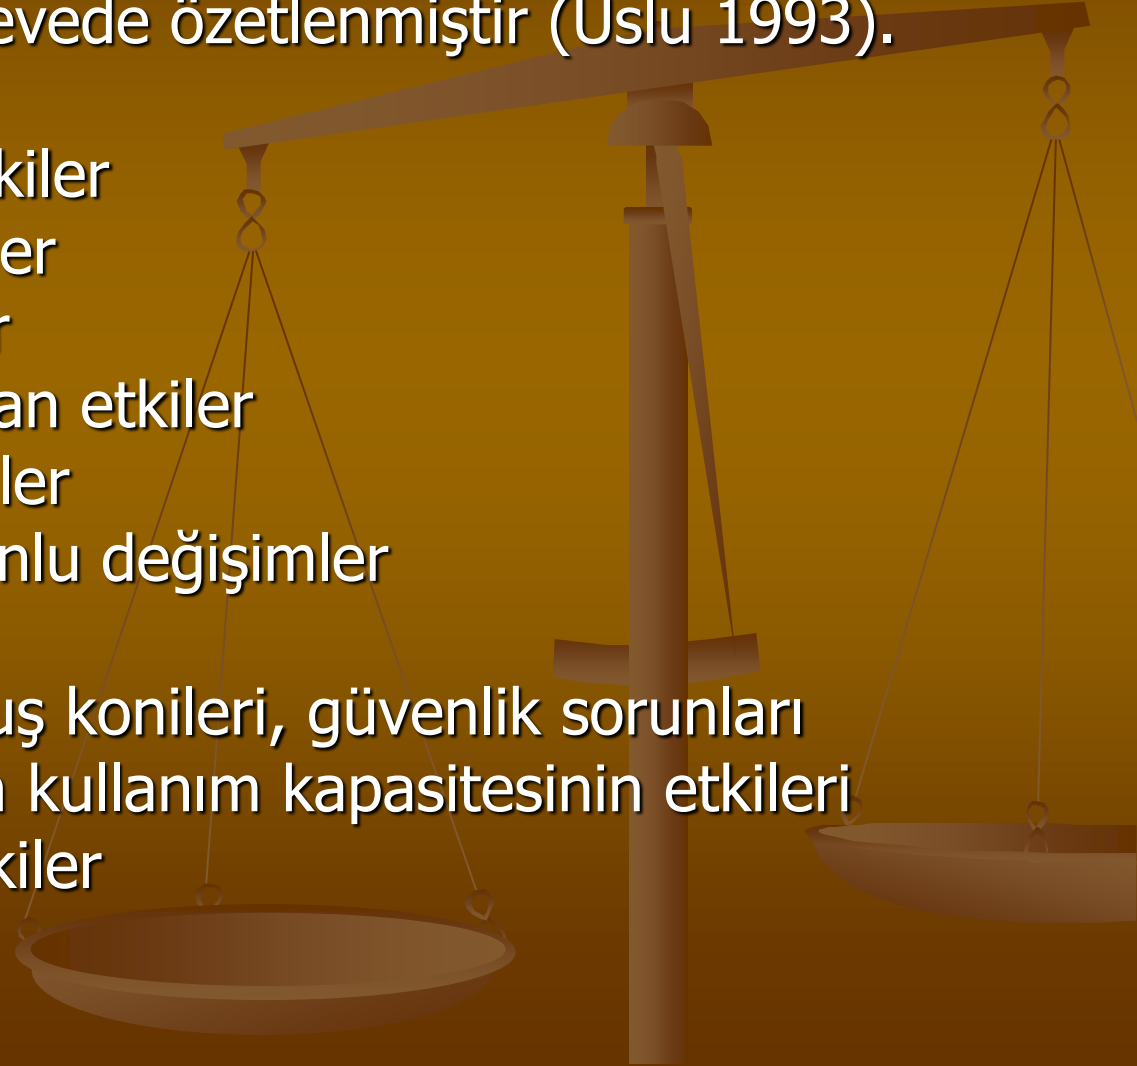 evede özetlenmiştir (Uslu 1993).
kiler
er
r
an etkiler
ler
nlu değişimler
uş konileri, güvenlik sorunları
kullanım kapasitesinin etkileri
kiler